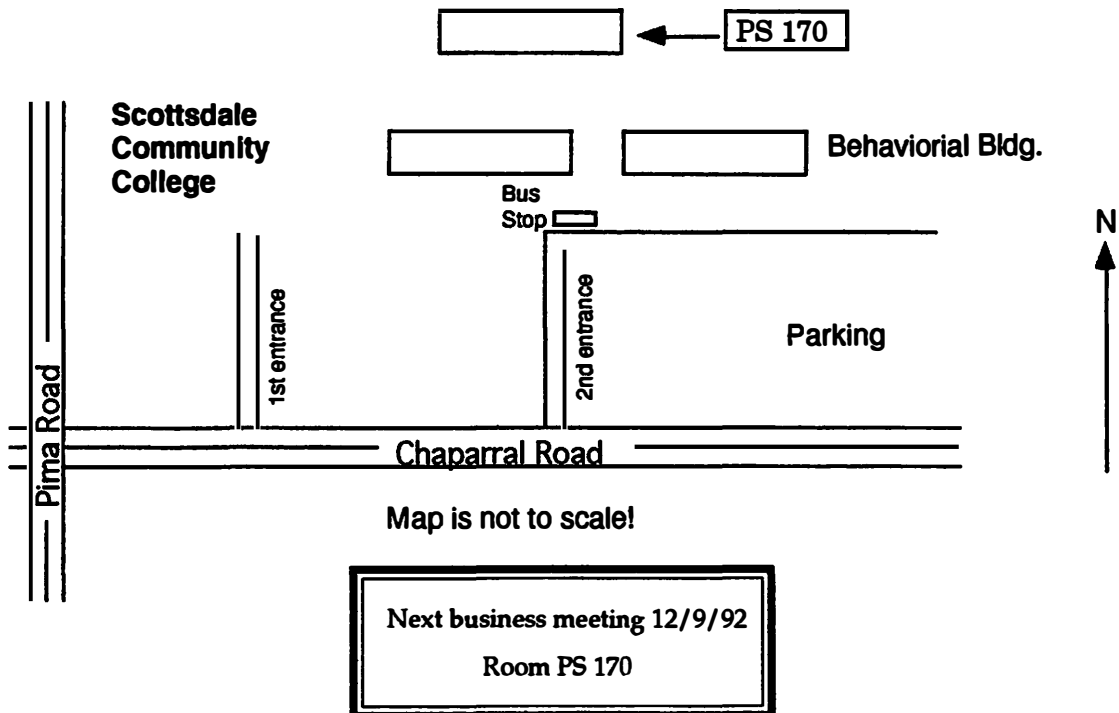 PS 170
Scottsdale
Community
College
Behaviorial Bldg.
Bus
Stop
N
1st entrance
2nd entrance
Parking
Pima Road
Chaparral Road
Map is not to scale!
Next business meeting 12/9/92
Room PS 170